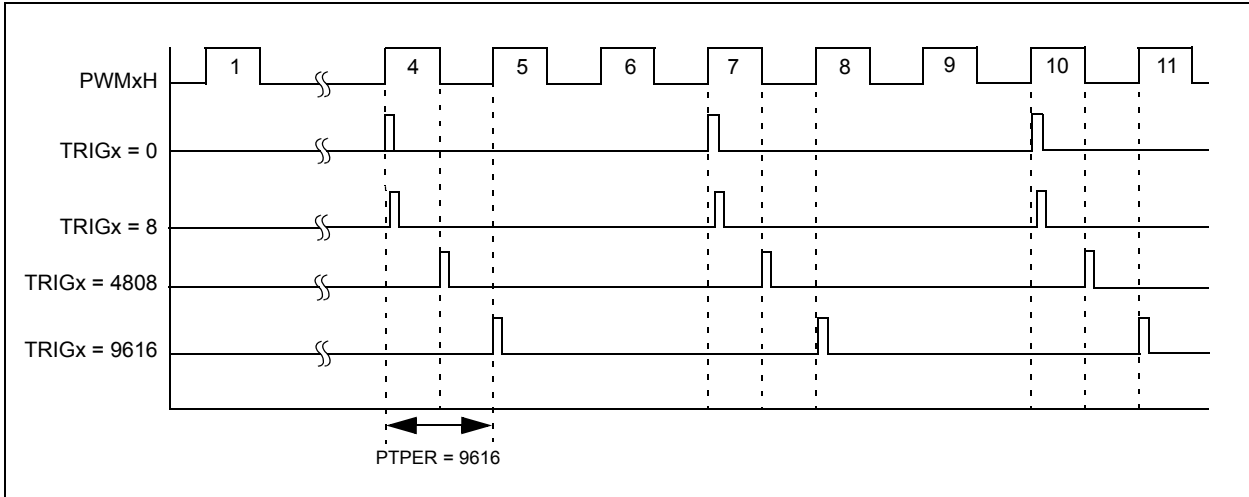 PWMxH
1
4
5
6
7
8
9
10
11
TRIGx = 0
TRIGx = 8
TRIGx = 4808
TRIGx = 9616
PTPER = 9616